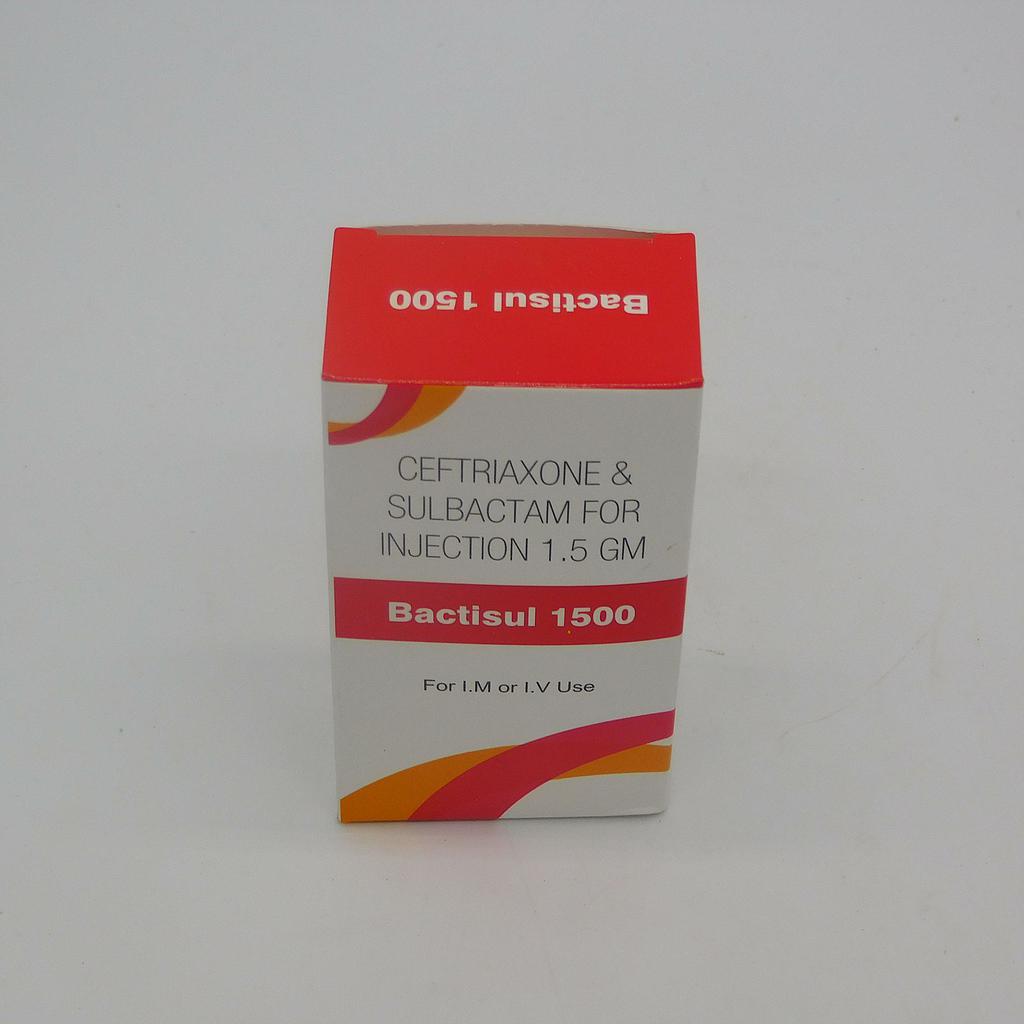 Bactisul 1500
CEFTRIAXONE &
SULBACTAM FOR
INJECTION 1.5 GM
Bactisul 1500
For I.M or I.V Use